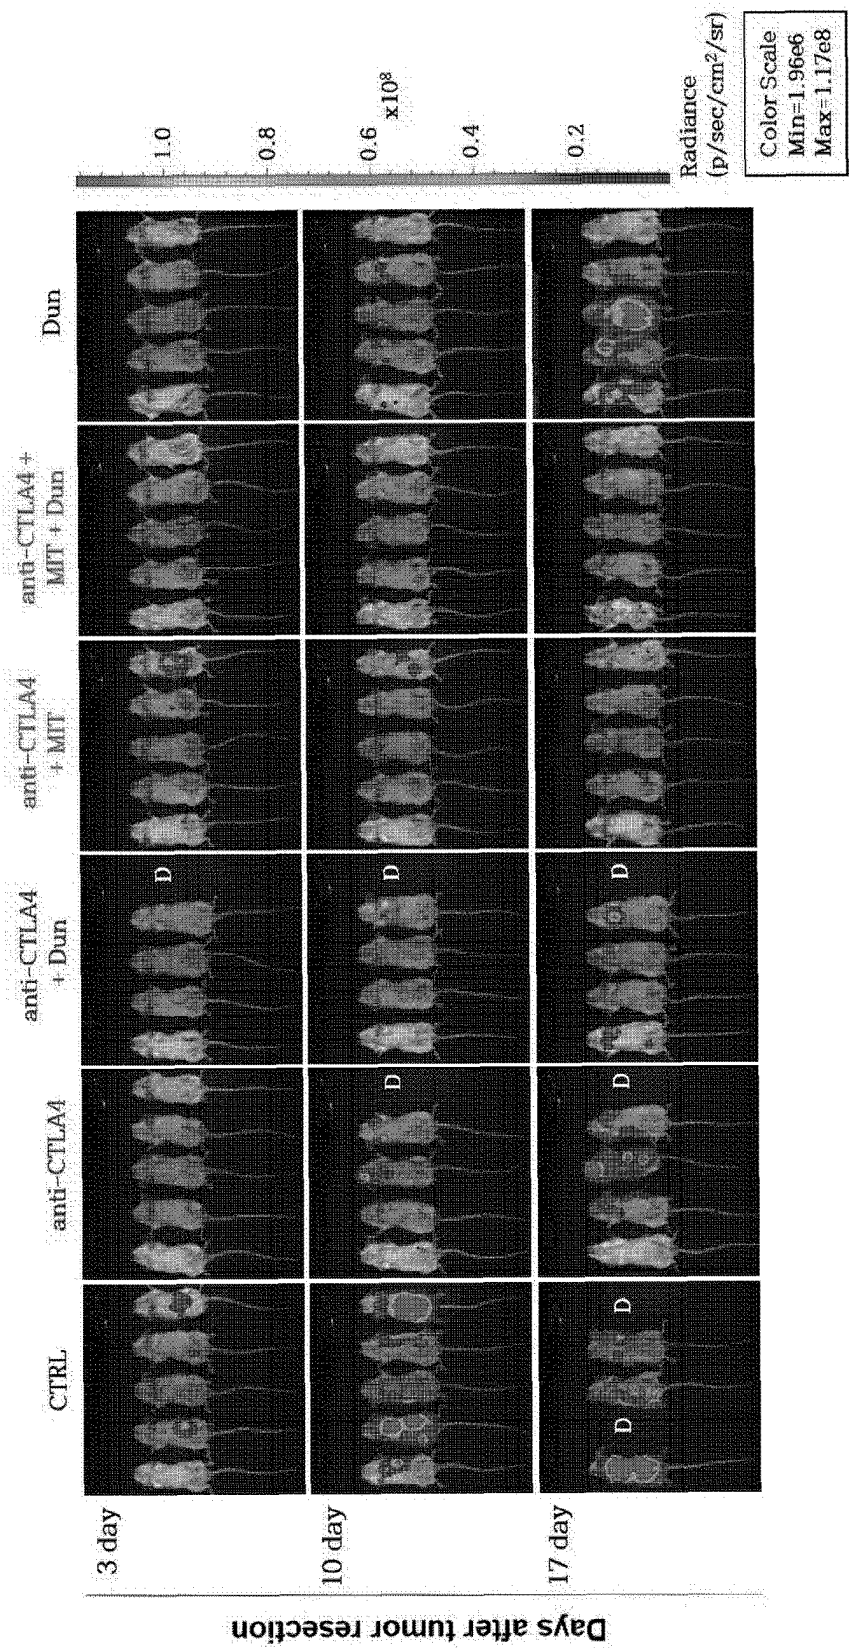 CTRL
anti-CTLA4
anti-CTLA4
+ Dun
anti-CTLA4
+ MIT
anti-CTLA4 +
MIT + Dun
Dun
Days after tumor resection
3 day
D
10 day
D
D
17 day
D
D
D
D
1.0
0.8
0.6
x10⁸
0.4
0.2
Radiance
(p/sec/cm²/sr)
Color Scale
Min=1.96e6
Max=1.17e8